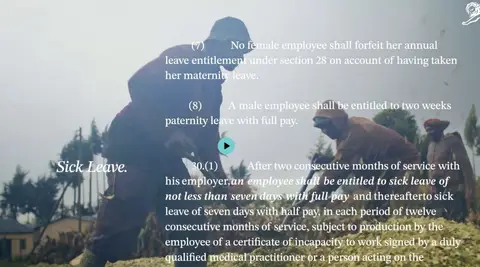 (7) No female employee shall forfeit her annual
leave entitlement under section 28 on account of having taken
her maternity leave.
(8) A male employee shall be entitled to two weeks
paternity leave with full pay.
Sick Leave.
30.(1) After two consecutive months of service with
his employer,an employee shall be entitled to sick leave of
not less than seven days with full pay and thereafterto sick
leave of seven days with half pay, in each period of twelve
consecutive months of service, subject to production by the
employee of a certificate of incapacity to work signed by a duly
qualified medical practitioner or a person acting on the